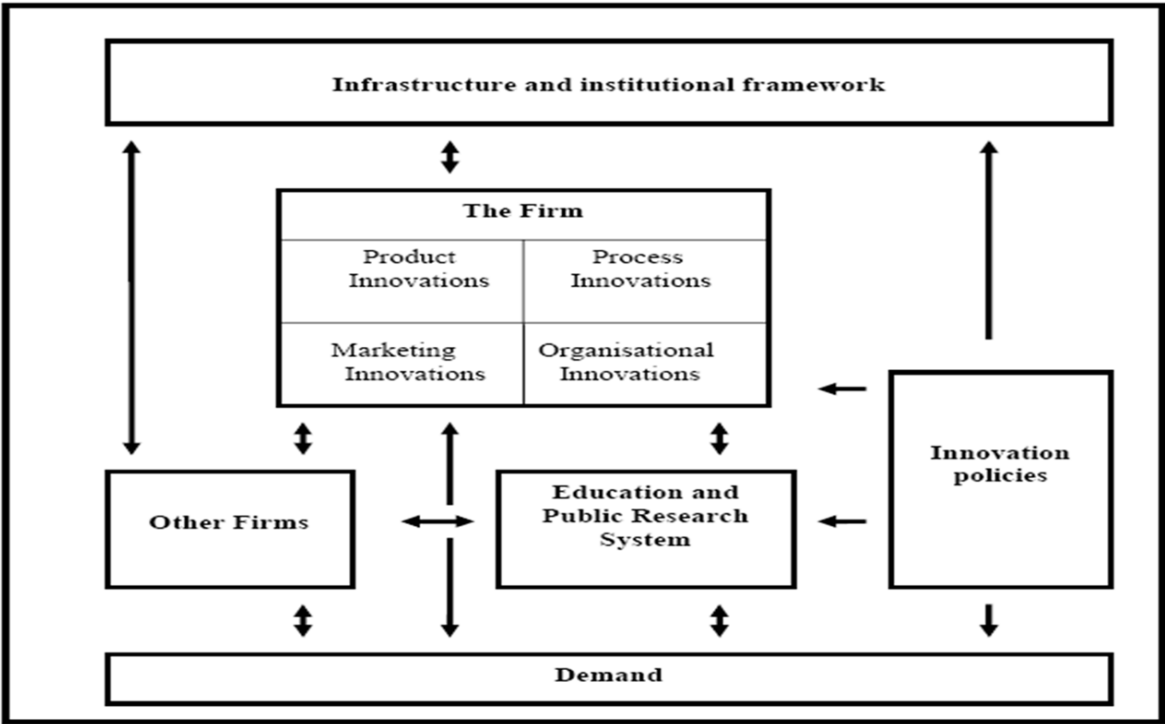 Infrastructure and institutional framework
The Firm
Product
Innovations
Process
Innovations
Marketing
Innovations
Organisational
Innovations
Other Firms
Education and
Public Research
System
Innovation
policies
Demand